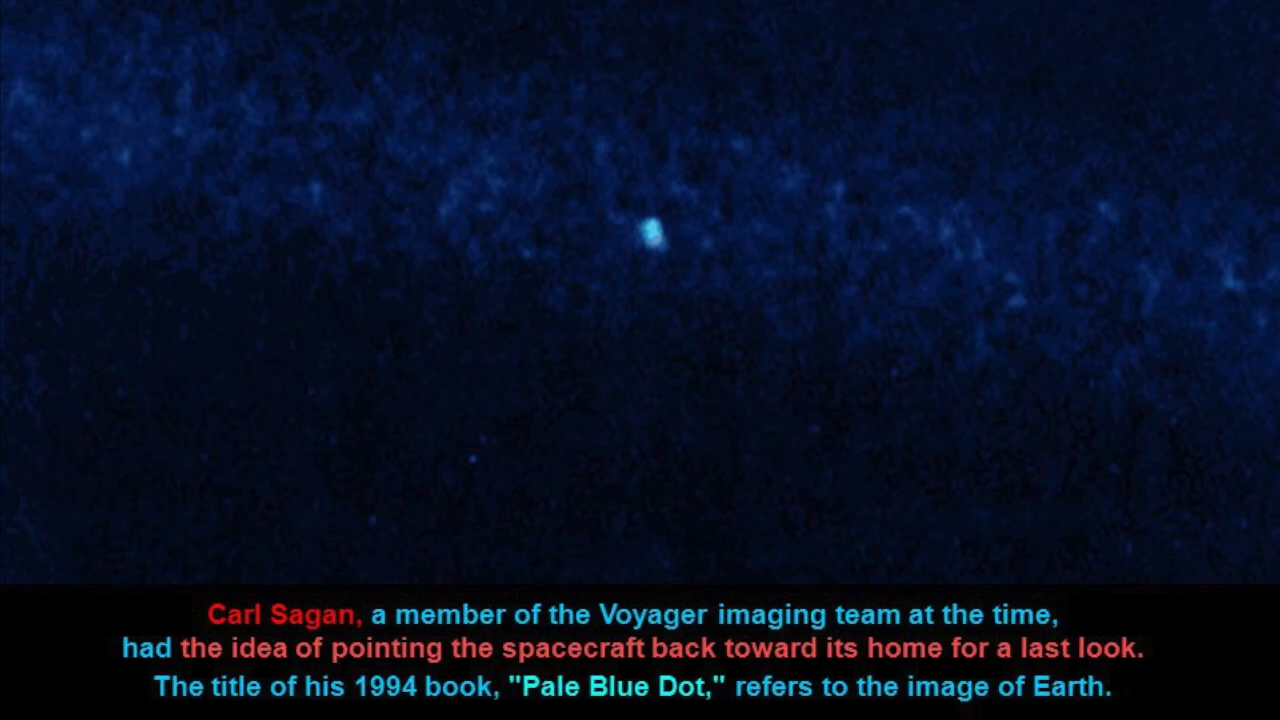 Carl Sagan, a member of the Voyager imaging team at the time,
had the idea of pointing the spacecraft back toward its home for a last look.
The title of his 1994 book, "Pale Blue Dot," refers to the image of Earth.